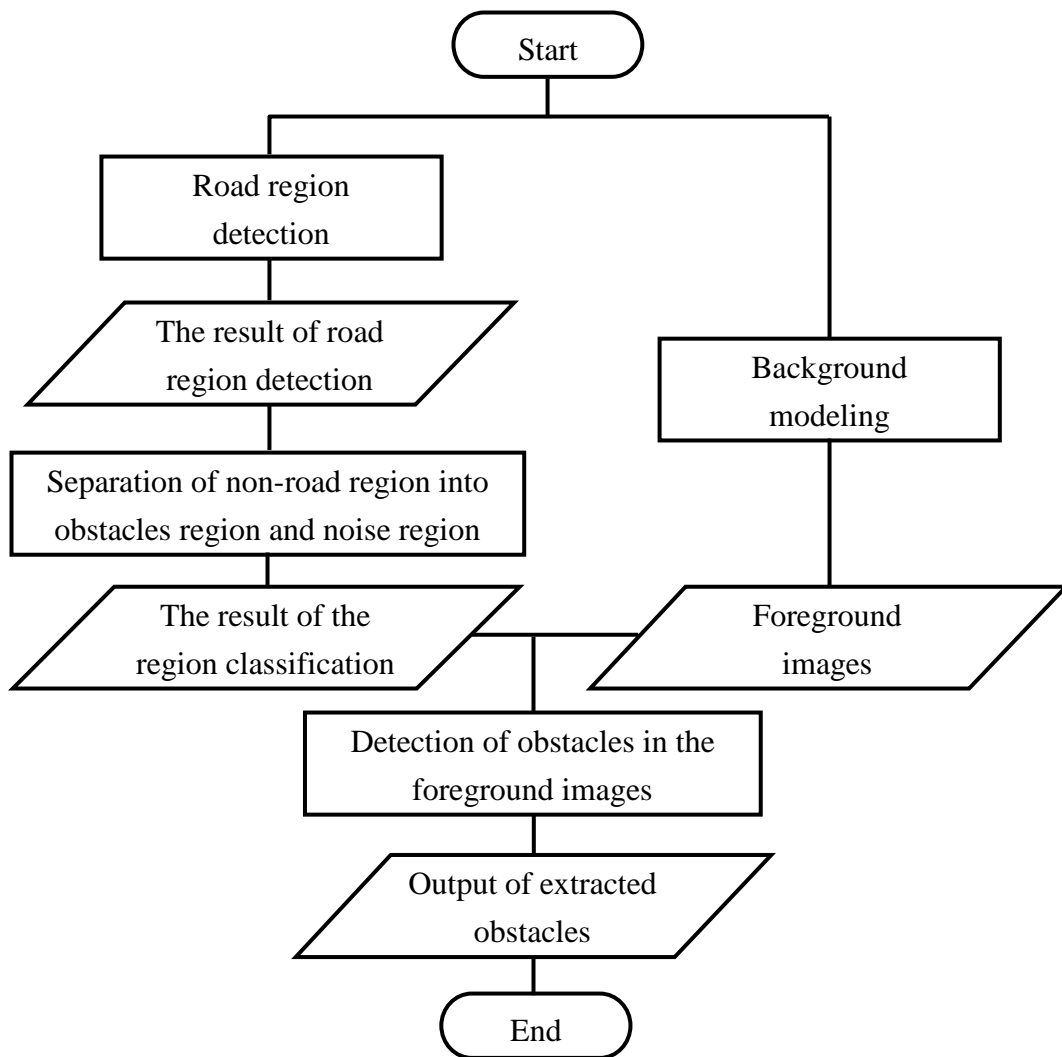 Start
Road region
detection
The result of road
region detection
Background
modeling
Separation of non-road region into
obstacles region and noise region
The result of the
region classification
Foreground
images
Detection of obstacles in the
foreground images
Output of extracted
obstacles
End